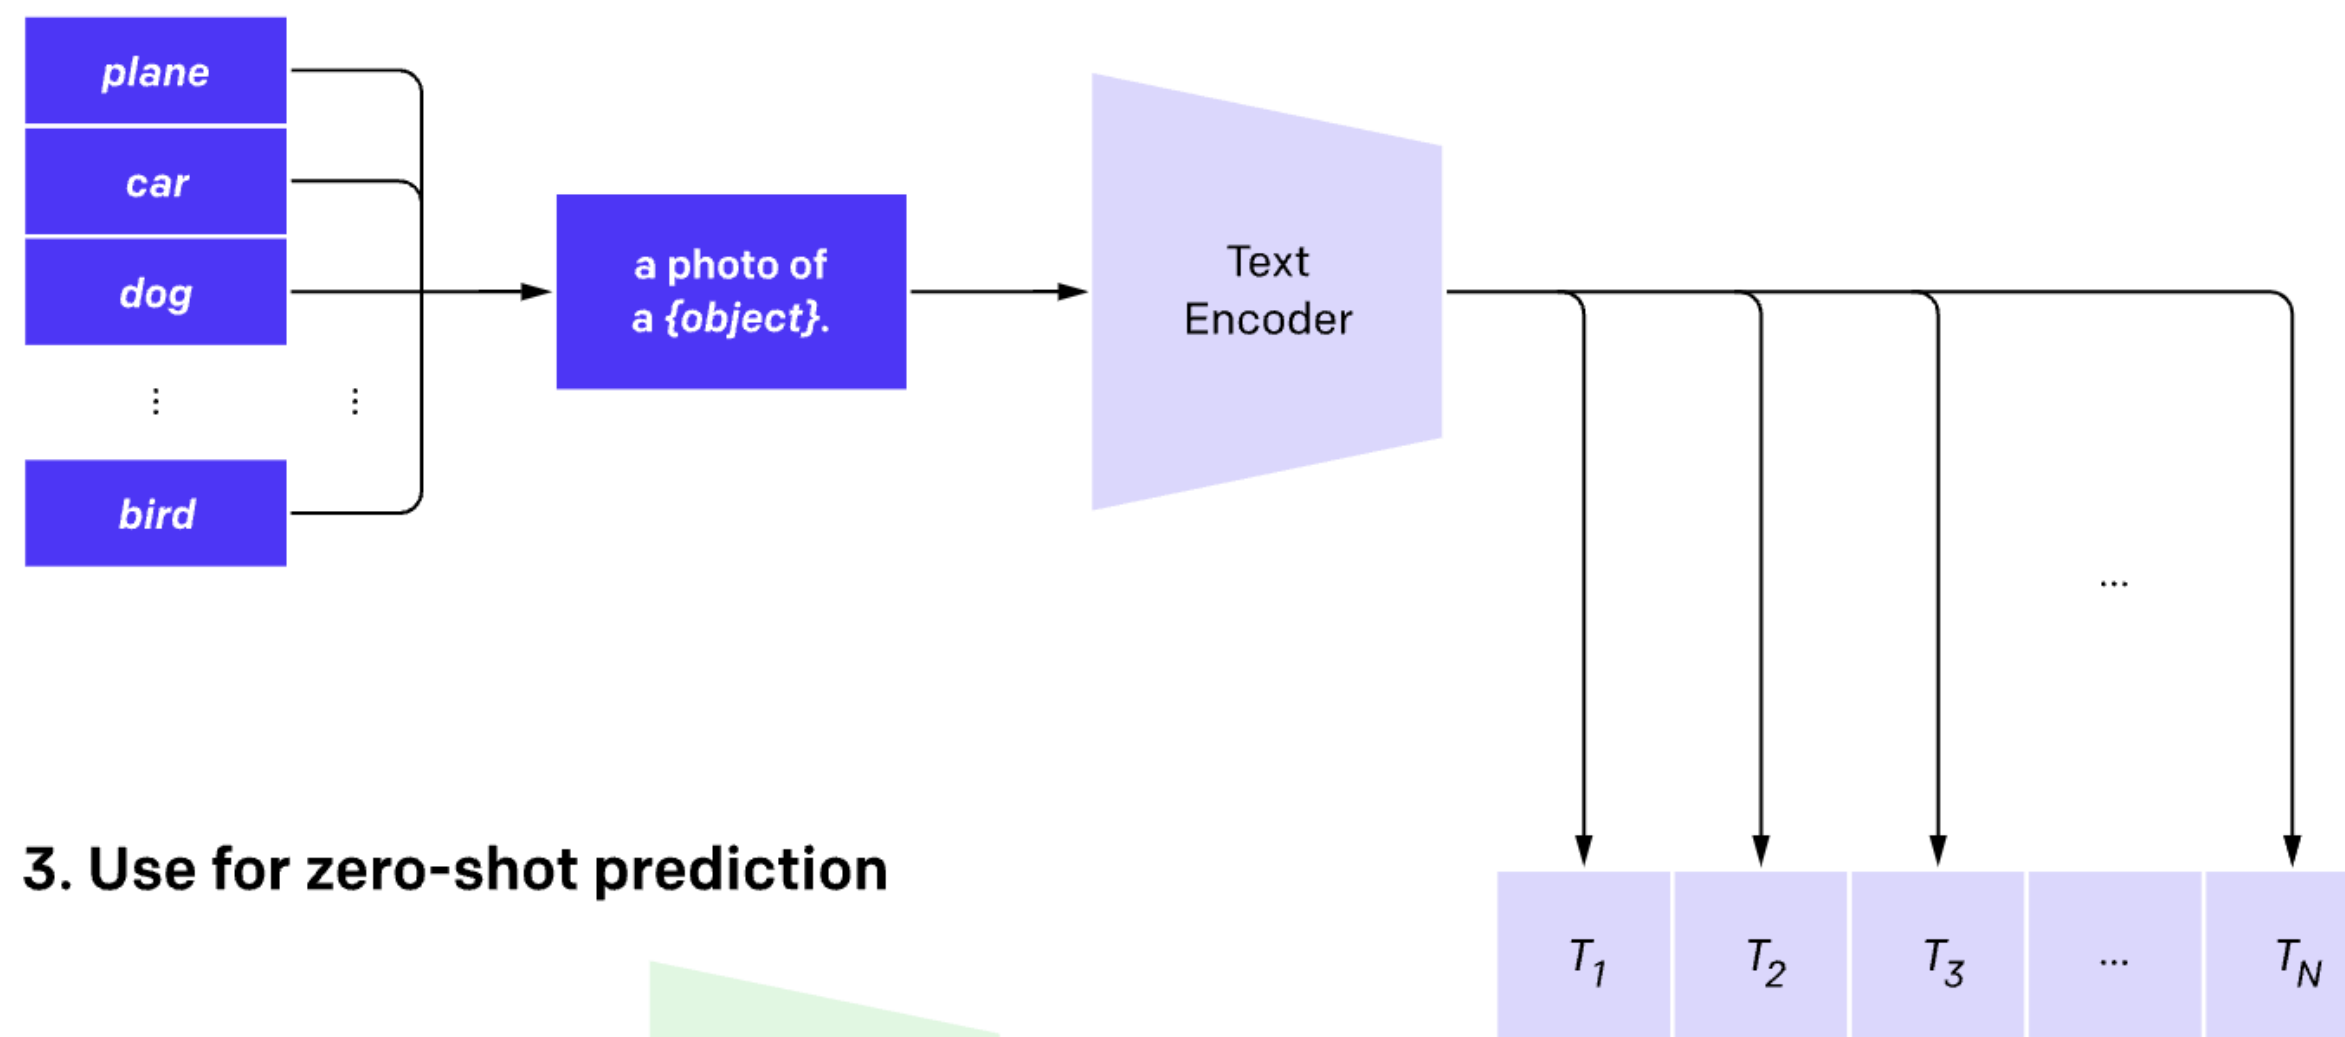 plane
car
dog
⋮ ⋮
bird
a photo of
a {object}.
Text
Encoder
...
3. Use for zero-shot prediction
T1 T2 T3 ... TN